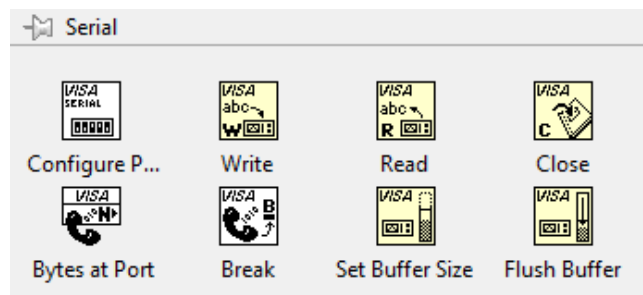 Serial
VISA SERIAL
VISA abc W
VISA abc R
VISA C
Configure P...
Write
Read
Close
VISA N
VISA B
VISA
VISA
Bytes at Port
Break
Set Buffer Size
Flush Buffer